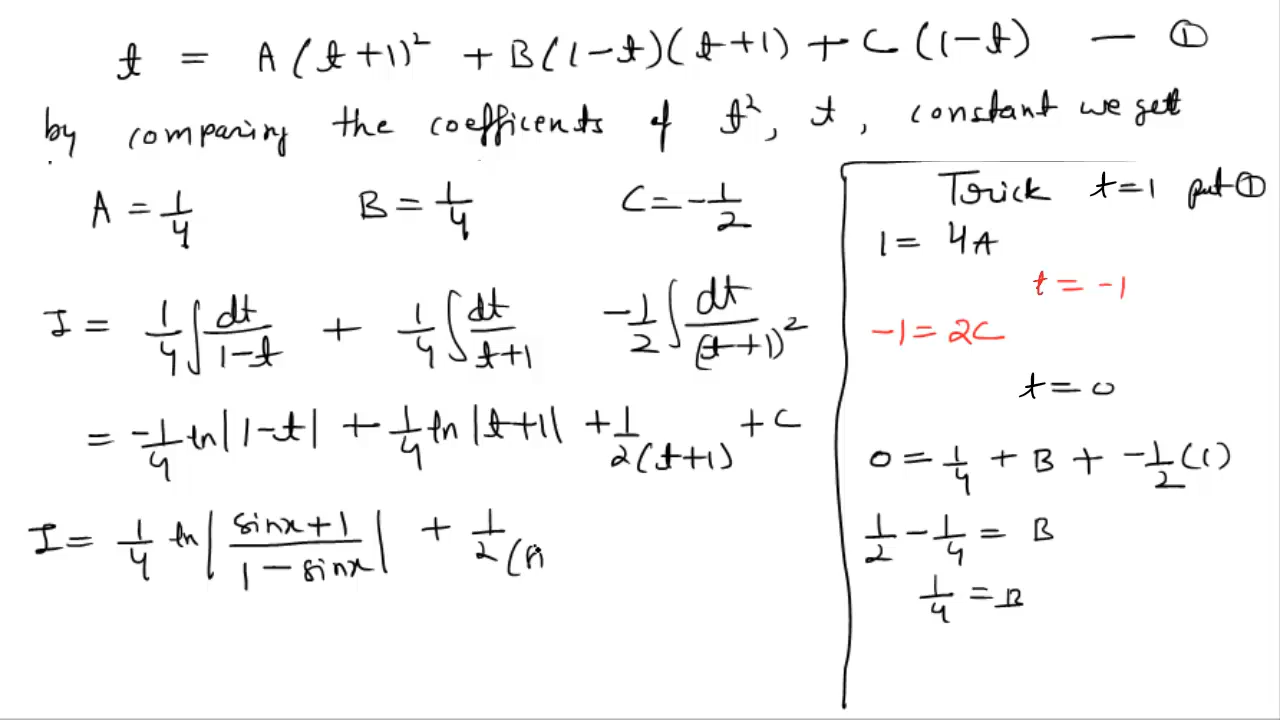 t = A(t+1)² + B(1-t)(t+1) + C(1-t) — ①
by comparing the coefficents of t², t, constant we get
A = 1/4 B = 1/4 C = -1/2
I = 1/4 ∫ dt/(1-t) + 1/4 ∫ dt/(t+1) -1/2 ∫ dt/(t+1)²
= -1/4 ln|1-t| + 1/4 ln|t+1| + 1/2(t+1) + C
I = 1/4 ln|(sinx+1)/(1-sinx)| + 1/2(
Trick t=1 put ①
1 = 4A
t = -1
-1 = 2C
t = 0
0 = 1/4 + B + -1/2(1)
1/2 - 1/4 = B
1/4 = B